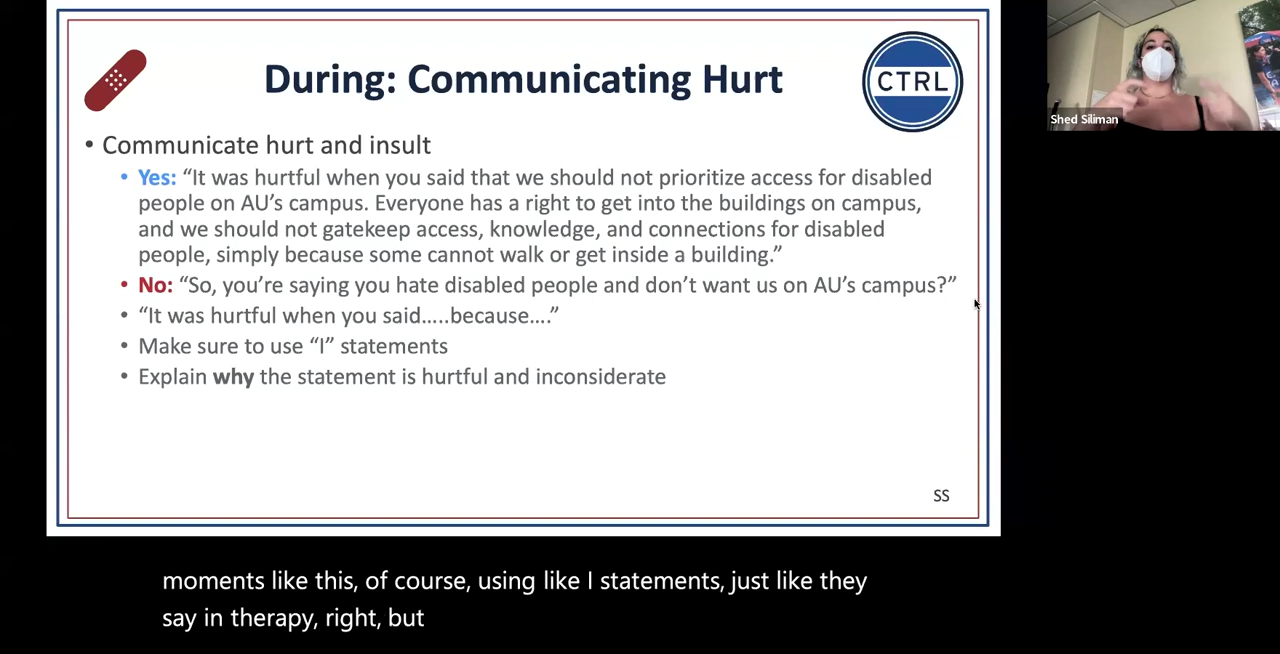 During: Communicating Hurt
CTRL
Shed Siliman
• Communicate hurt and insult
• Yes: “It was hurtful when you said that we should not prioritize access for disabled
people on AU’s campus. Everyone has a right to get into the buildings on campus,
and we should not gatekeep access, knowledge, and connections for disabled
people, simply because some cannot walk or get inside a building.”
• No: “So, you’re saying you hate disabled people and don’t want us on AU’s campus?”
• “It was hurtful when you said…..because….”
• Make sure to use “I” statements
• Explain why the statement is hurtful and inconsiderate
SS
moments like this, of course, using like I statements, just like they
say in therapy, right, but